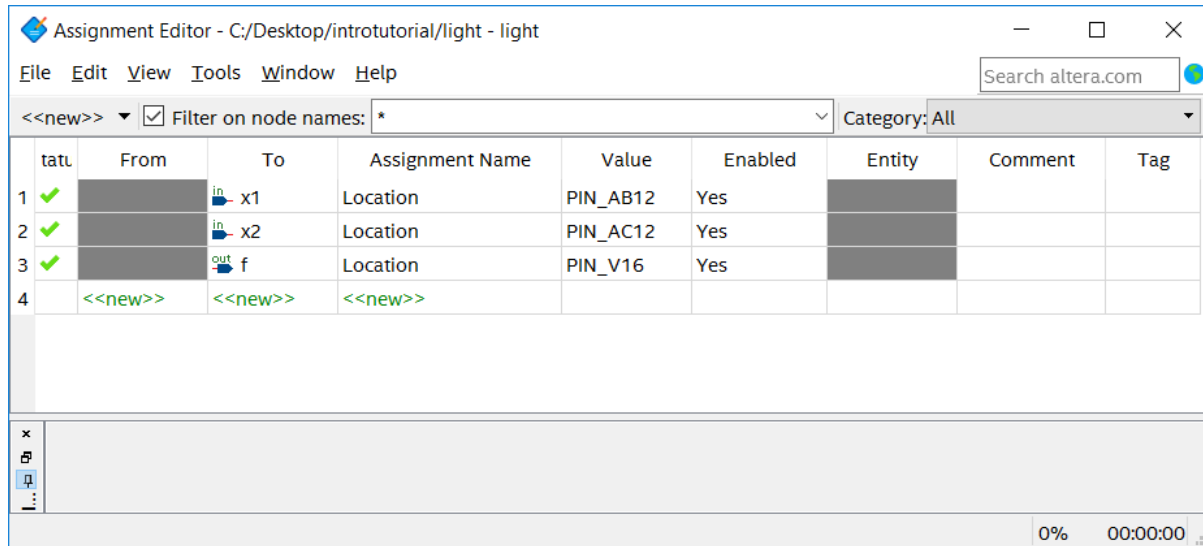 Assignment Editor - C:/Desktop/introtutorial/light - light
File Edit View Tools Window Help Search altera.com
<<new>> Filter on node names: * Category: All
tatu From To Assignment Name Value Enabled Entity Comment Tag
1 in x1 Location PIN_AB12 Yes
2 in x2 Location PIN_AC12 Yes
3 out f Location PIN_V16 Yes
4 <<new>> <<new>> <<new>>
0% 00:00:00